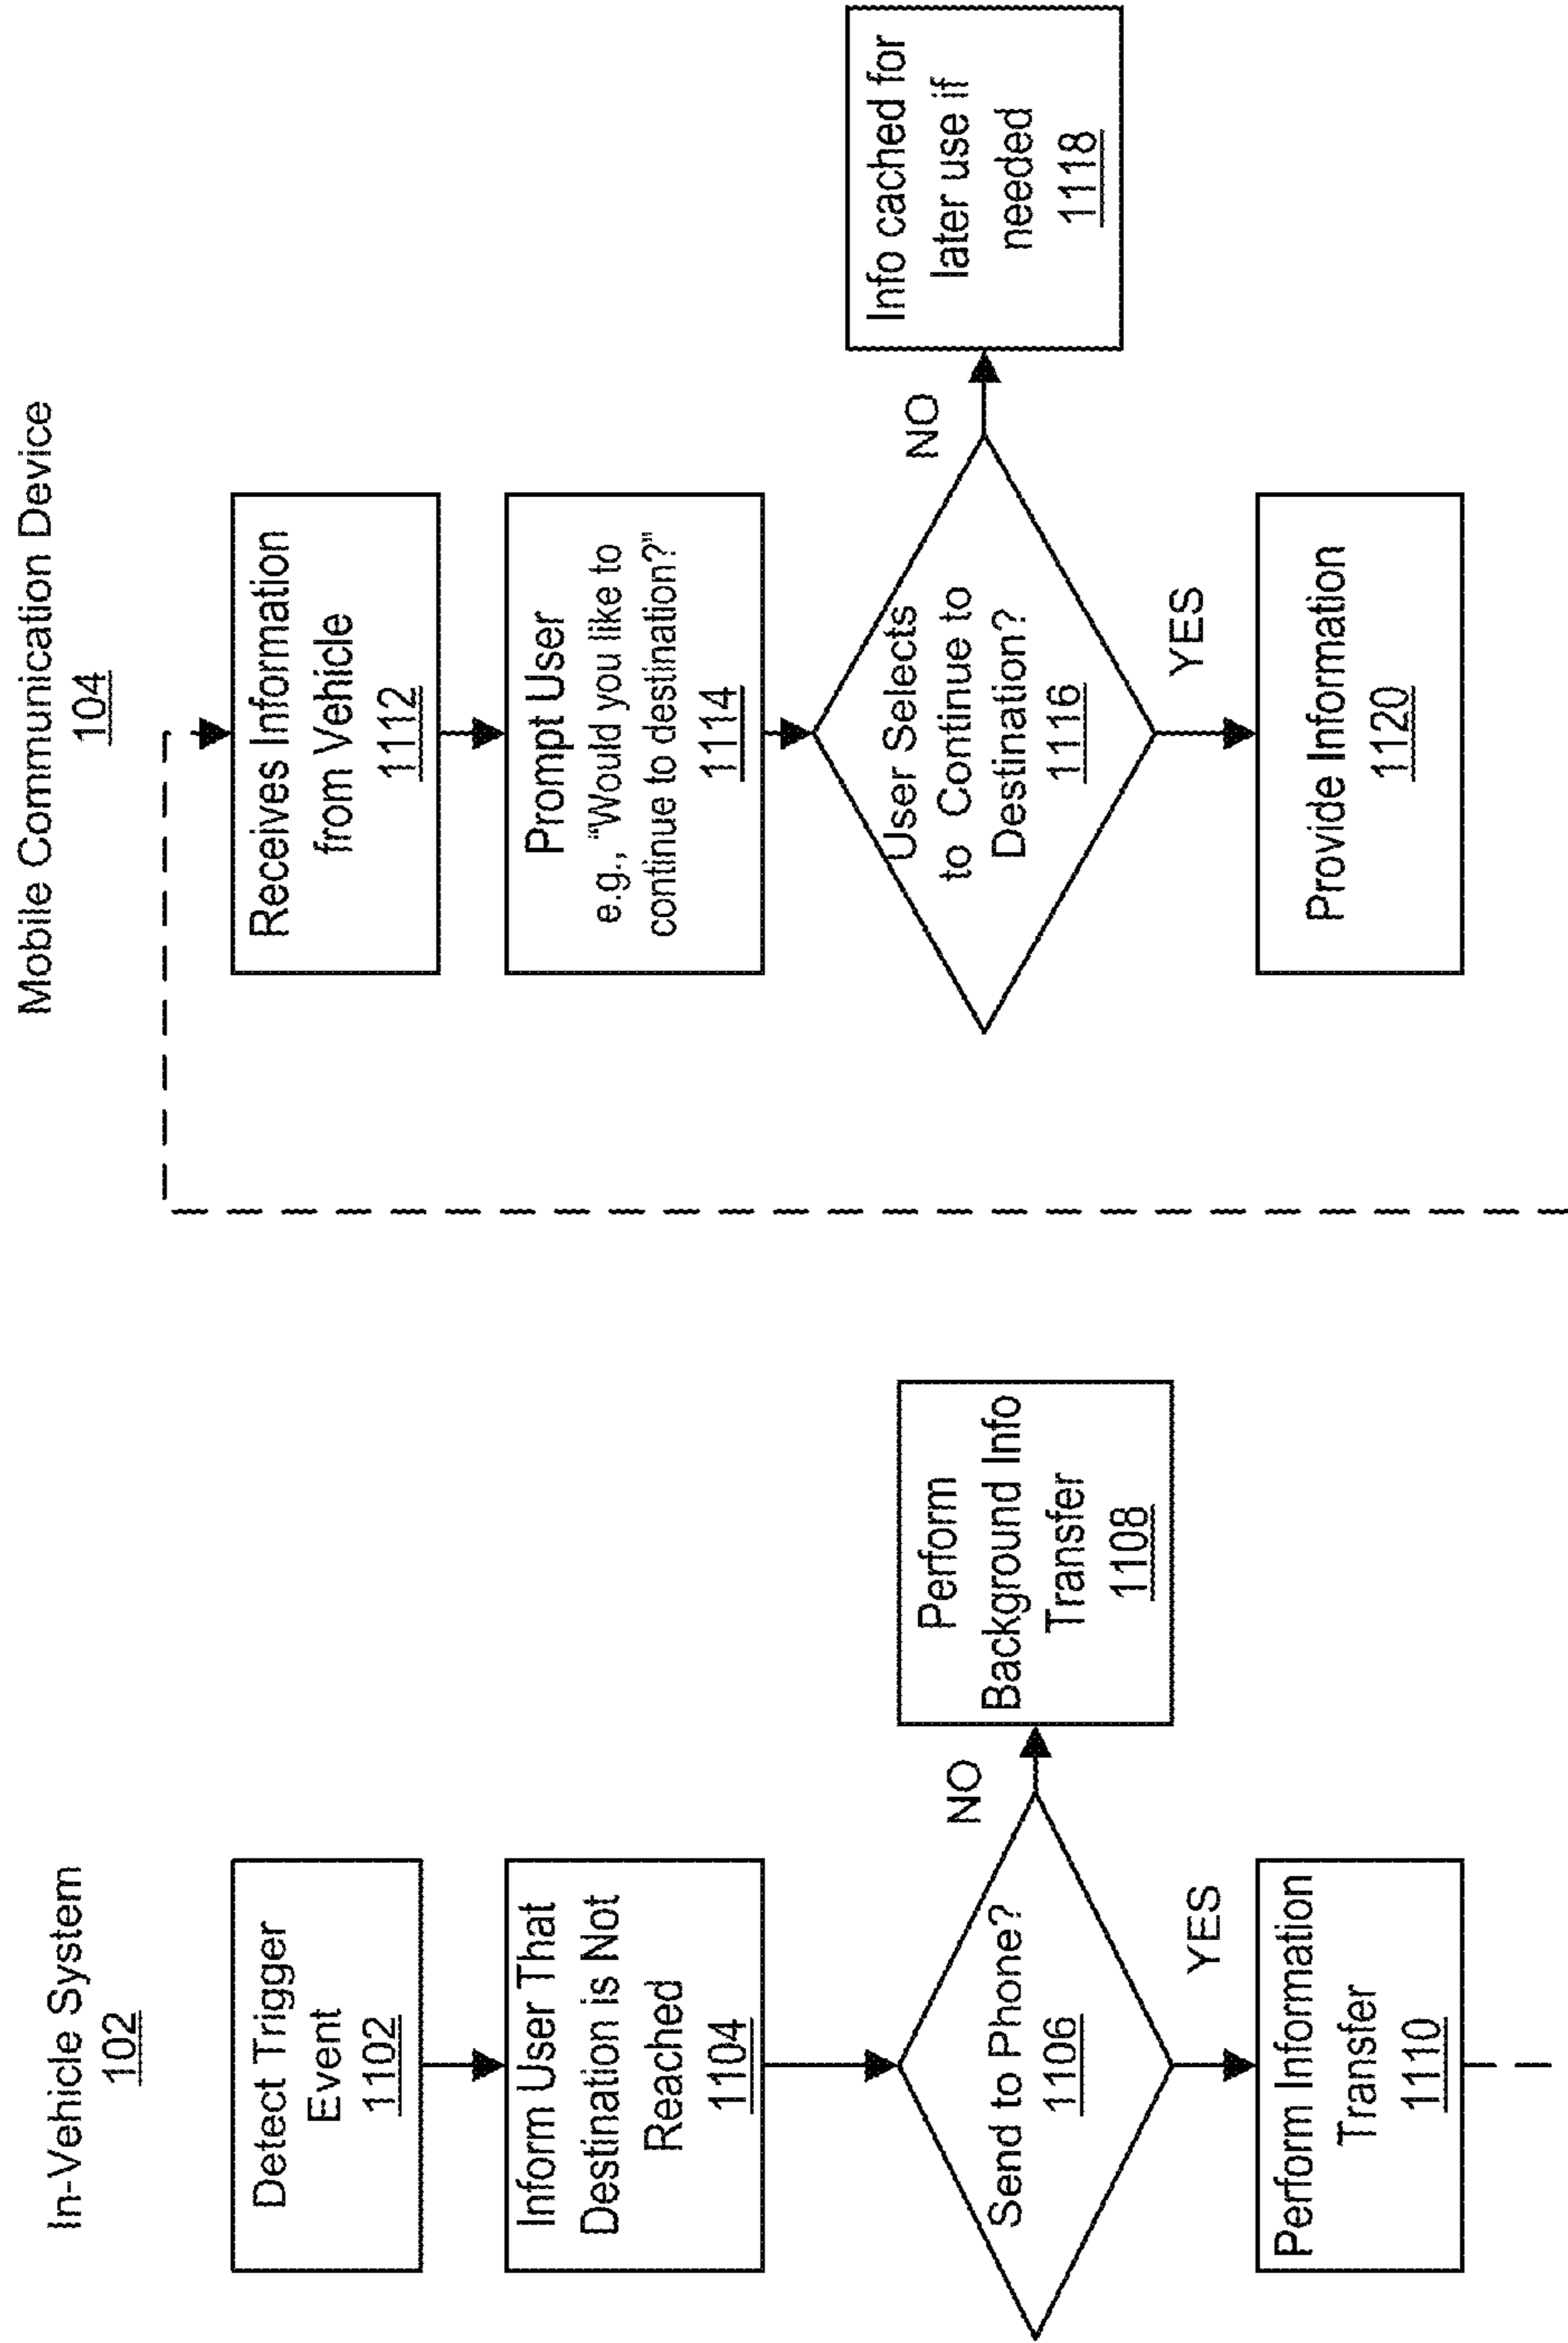 In-Vehicle System
102
Detect Trigger
Event
1102
Inform User That
Destination is Not
Reached
1104
Send to Phone?
1106
NO
Perform
Background Info
Transfer
1108
YES
Perform Information
Transfer
1110
Mobile Communication Device
104
Receives Information
from Vehicle
1112
Prompt User
e.g., “Would you like to
continue to destination?"
1114
User Selects
to Continue to
Destination?
1116
NO
Info cached for
later use if
needed
1118
YES
Provide Information
1120